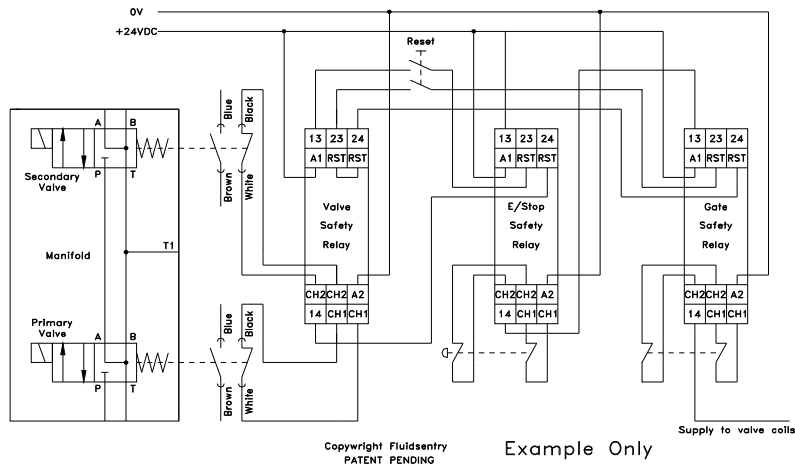 0V
+24VDC
Reset
Blue
Black
13 23 24
A1 RST RST
13 23 24
A1 RST RST
13 23 24
A1 RST RST
A B
P T
Secondary
Valve
Brown
White
Valve
Safety
Relay
E/Stop
Safety
Relay
Gate
Safety
Relay
T1
Manifold
CH2 CH2 A2
14 CH1 CH1
CH2 CH2 A2
14 CH1 CH1
CH2 CH2 A2
14 CH1 CH1
Primary
Valve
A B
P T
Blue
Black
Brown
White
Supply to valve coils
Copywright Fluidsentry
PATENT PENDING
Example Only